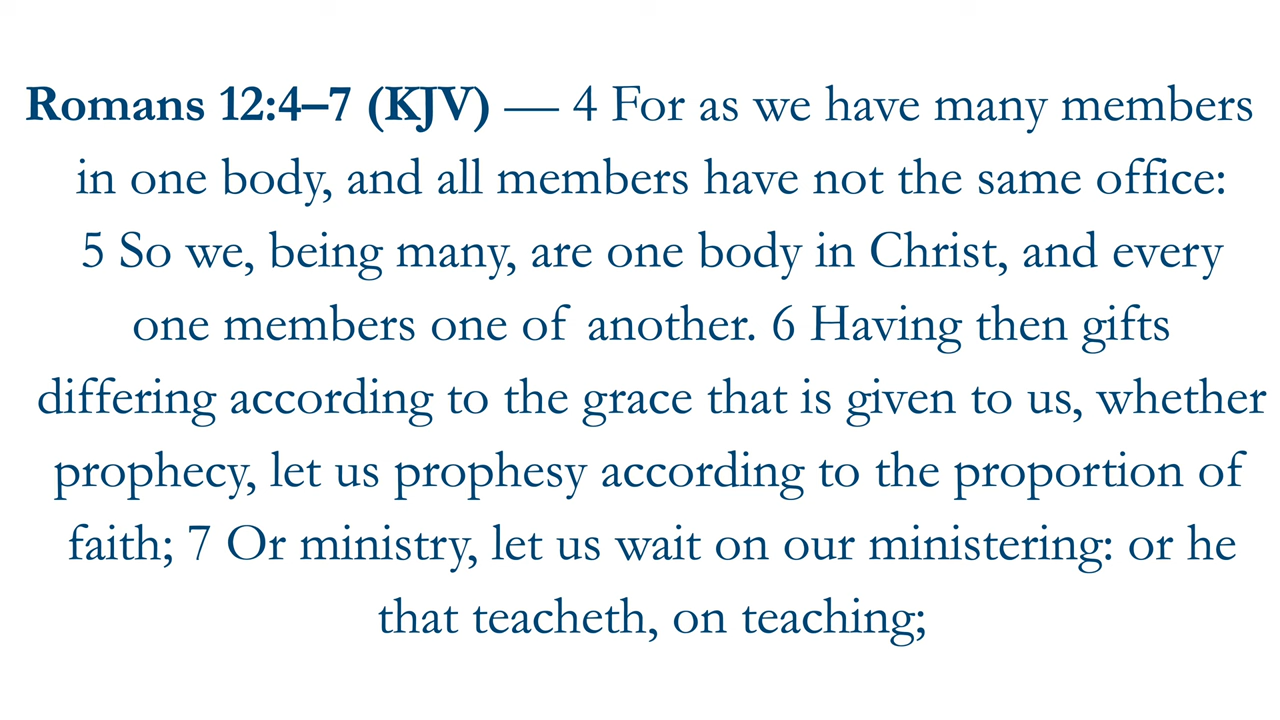 Romans 12:4–7 (KJV) — 4 For as we have many members
in one body, and all members have not the same office:
5 So we, being many, are one body in Christ, and every
one members one of another. 6 Having then gifts
differing according to the grace that is given to us, whether
prophecy, let us prophesy according to the proportion of
faith; 7 Or ministry, let us wait on our ministering: or he
that teacheth, on teaching;